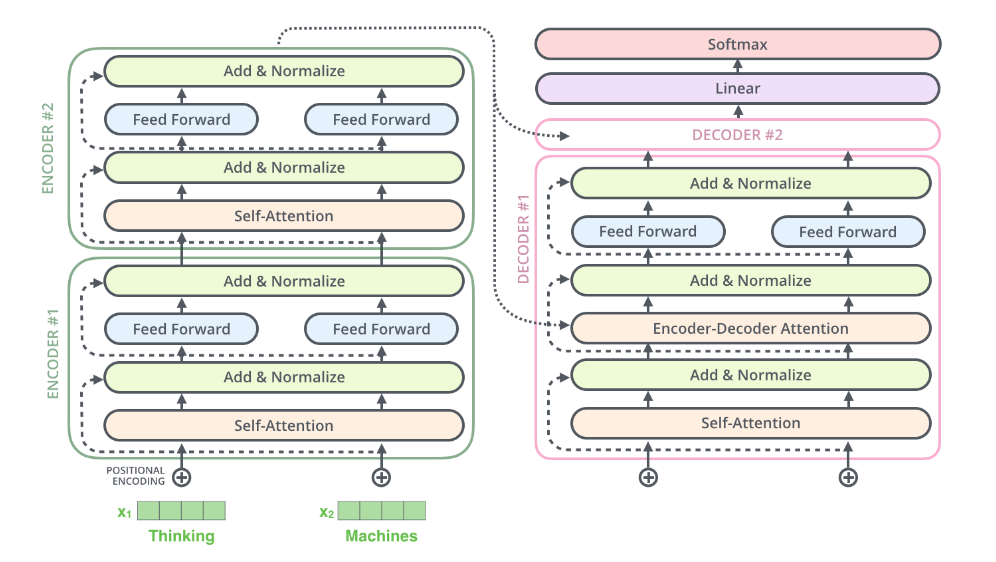 ENCODER #2
Add & Normalize
Feed Forward
Feed Forward
Add & Normalize
Self-Attention
ENCODER #1
Add & Normalize
Feed Forward
Feed Forward
Add & Normalize
Self-Attention
POSITIONAL
ENCODING
x1
x2
Thinking
Machines
Softmax
Linear
DECODER #2
DECODER #1
Add & Normalize
Feed Forward
Feed Forward
Add & Normalize
Encoder-Decoder Attention
Add & Normalize
Self-Attention